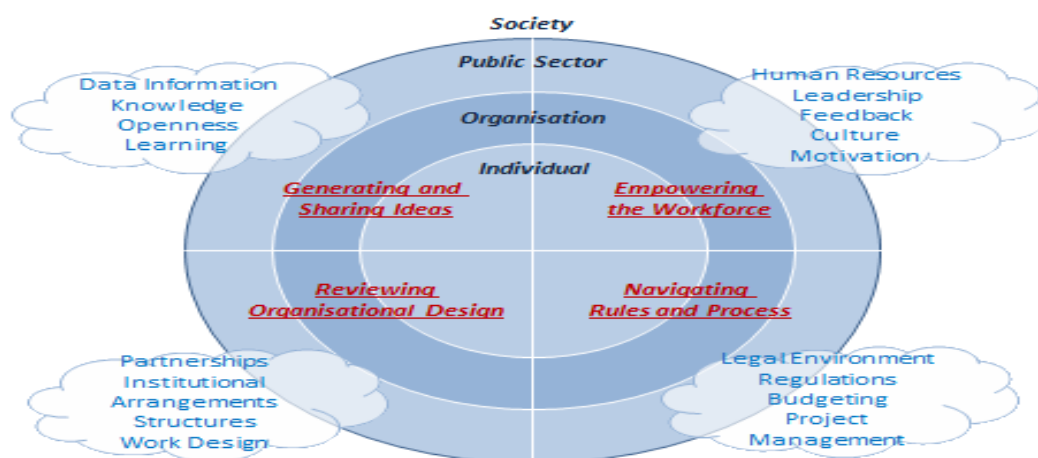 Society
Public Sector
Organisation
Individual
Data Information
Knowledge
Openness
Learning
Human Resources
Leadership
Feedback
Culture
Motivation
Generating and
Sharing Ideas
Empowering
the Workforce
Reviewing
Organisational Design
Navigating
Rules and Process
Partnerships
Institutional
Arrangements
Structures
Work Design
Legal Environment
Regulations
Budgeting
Project
Management